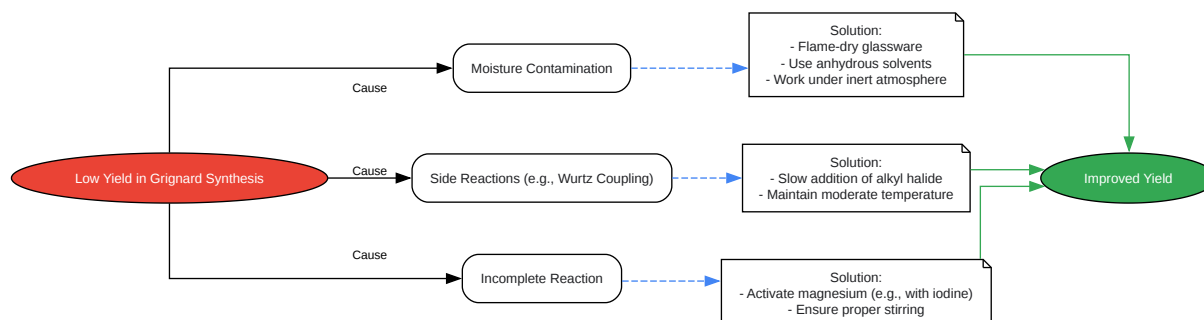 Low Yield in Grignard Synthesis
Cause
Moisture Contamination
Solution:
- Flame-dry glassware
- Use anhydrous solvents
- Work under inert atmosphere
Cause
Side Reactions (e.g., Wurtz Coupling)
Solution:
- Slow addition of alkyl halide
- Maintain moderate temperature
Cause
Incomplete Reaction
Solution:
- Activate magnesium (e.g., with iodine)
- Ensure proper stirring
Improved Yield